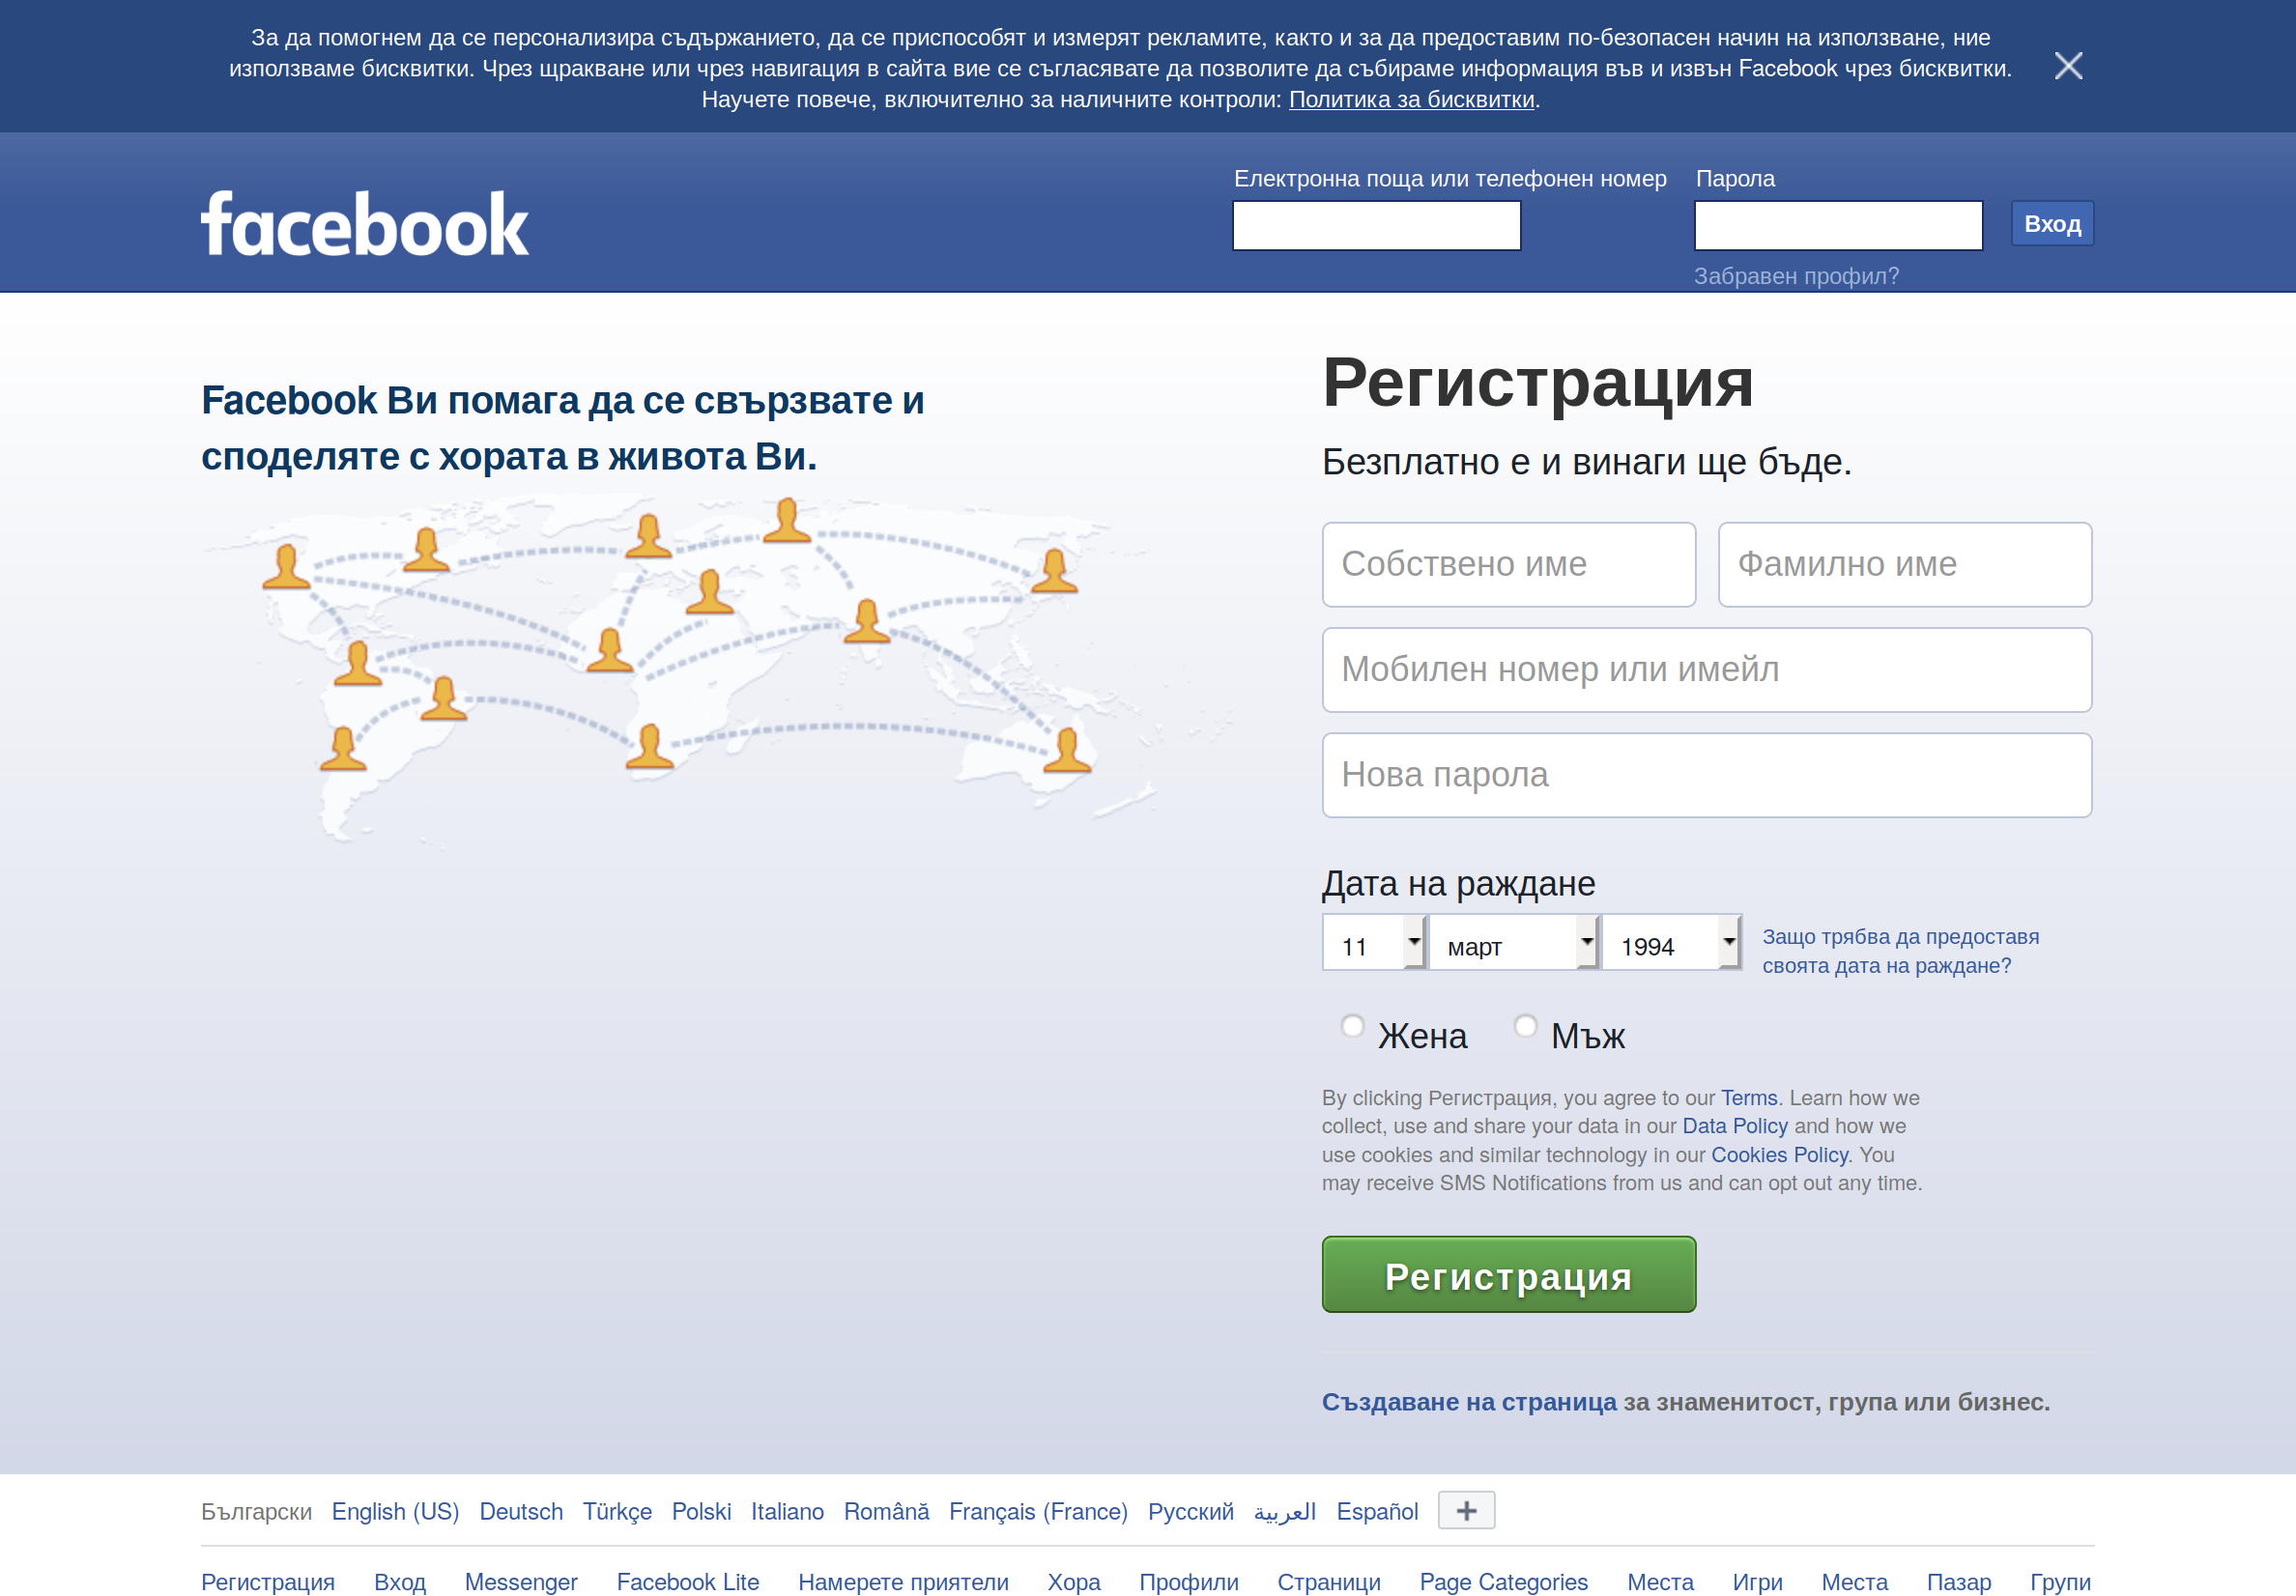 За да помогнем да се персонализира съдържанието, да се приспособят и измерят рекламите, както и за да предоставим по-безопасен начин на използване, ние
използваме бисквитки. Чрез щракване или чрез навигация в сайта вие се съгласявате да позволите да събираме информация във и извън Facebook чрез бисквитки.
Научете повече, включително за наличните контроли: Политика за бисквитки.
facebook
Електронна поща или телефонен номер
Парола
Вход
Забравен профил?
Facebook Ви помага да се свързвате и
споделяте с хората в живота Ви.
Регистрация
Безплатно е и винаги ще бъде.
Собствено име
Фамилно име
Мобилен номер или имейл
Нова парола
Дата на раждане
11 март 1994
Защо трябва да предоставя
своята дата на раждане?
Жена Мъж
By clicking Регистрация, you agree to our Terms. Learn how we
collect, use and share your data in our Data Policy and how we
use cookies and similar technology in our Cookies Policy. You
may receive SMS Notifications from us and can opt out any time.
Регистрация
Създаване на страница за знаменитост, група или бизнес.
Български English (US) Deutsch Türkçe Polski Italiano Română Français (France) Русский العربية Español
Регистрация Вход Messenger Facebook Lite Намерете приятели Хора Профили Страници Page Categories Места Игри Места Пазар Групи